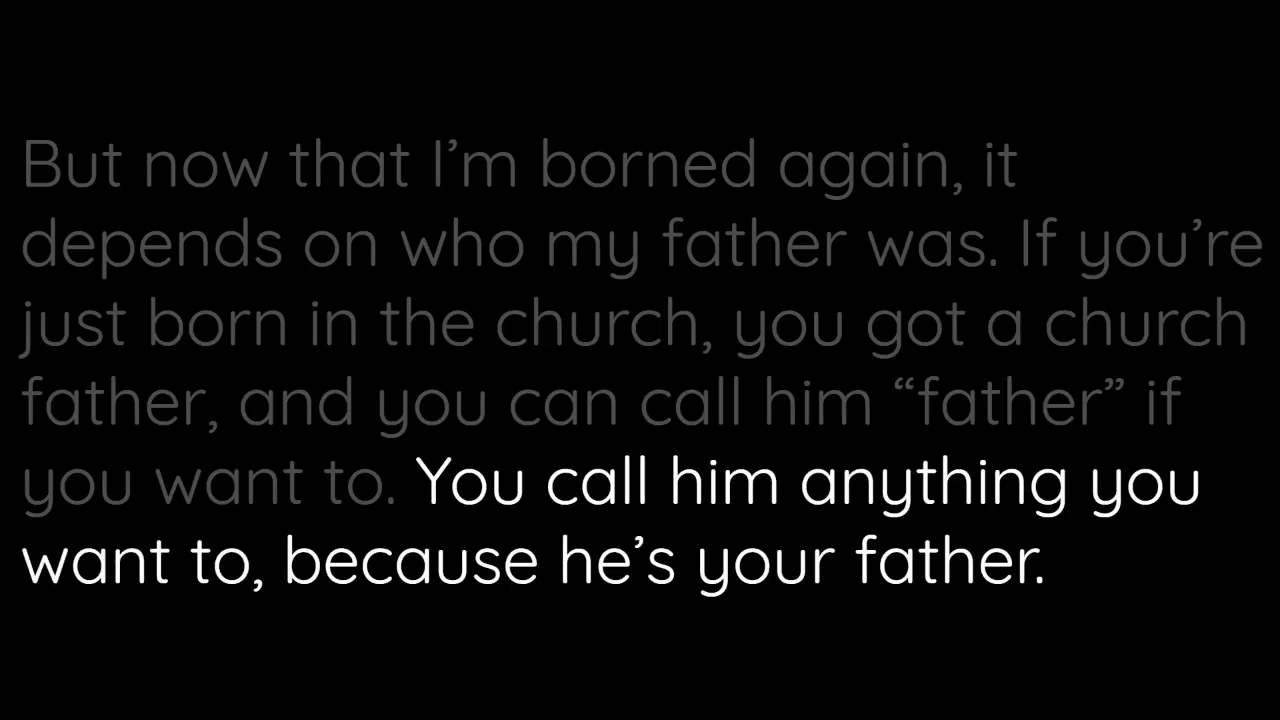 But now that I’m borned again, it
depends on who my father was. If you’re
just born in the church, you got a church
father, and you can call him “father” if
you want to. You call him anything you
want to, because he’s your father.